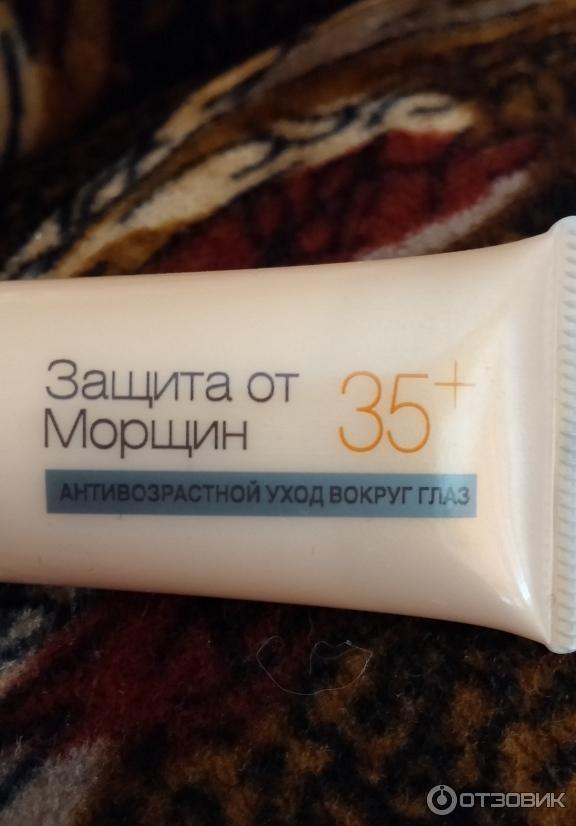 Защита от
Морщин
35+
АНТИВОЗРАСТНОЙ УХОД ВОКРУГ ГЛАЗ
ОТЗОВИК